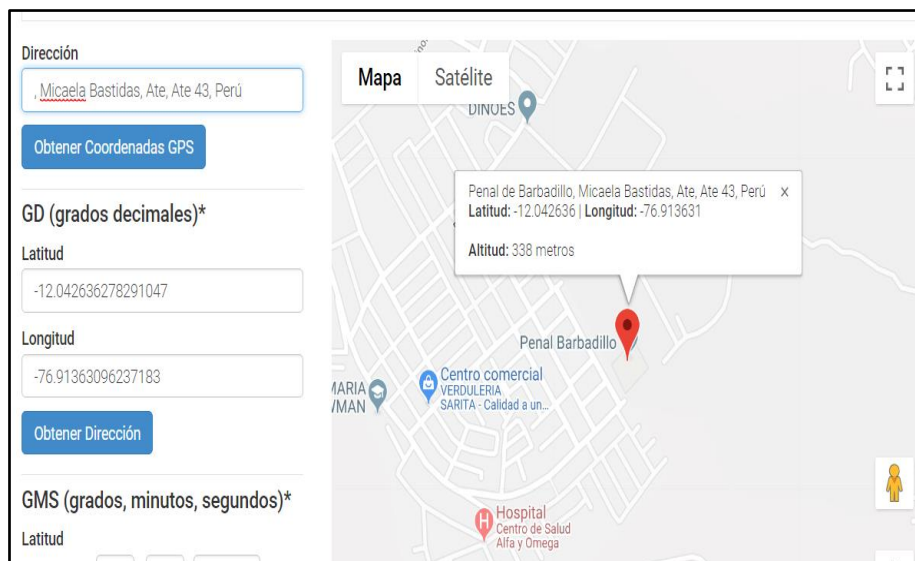 Dirección
, Micaela Bastidas, Ate, Ate 43, Perú
Obtener Coordenadas GPS
GD (grados decimales)*
Latitud
-12.042636278291047
Longitud
-76.91363096237183
Obtener Dirección
GMS (grados, minutos, segundos)*
Latitud
Mapa
Satélite
DINOES
Penal de Barbadillo, Micaela Bastidas, Ate, Ate 43, Perú x
Latitud: -12.042636 | Longitud: -76.913631
Altitud: 338 metros
Penal Barbadillo
Centro comercial
VERDULERIA
SARITA - Calidad a un...
MARIA
Hospital
Centro de Salud
Alfa y Omega